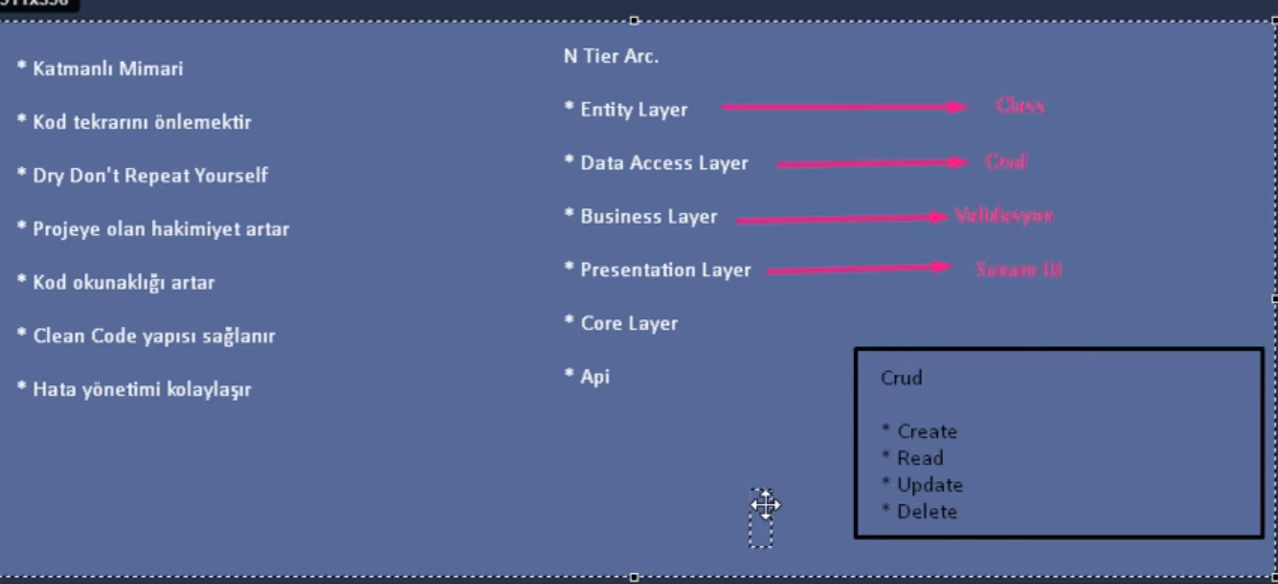 * Katmanlı Mimari
* Kod tekrarını önlemektir
* Dry Don't Repeat Yourself
* Projeye olan hakimiyet artar
* Kod okunaklığı artar
* Clean Code yapısı sağlanır
* Hata yönetimi kolaylaşır
N Tier Arc.
* Entity Layer Class
* Data Access Layer Crud
* Business Layer Validasyon
* Presentation Layer Sunum UI
* Core Layer
* Api
Crud
* Create
* Read
* Update
* Delete